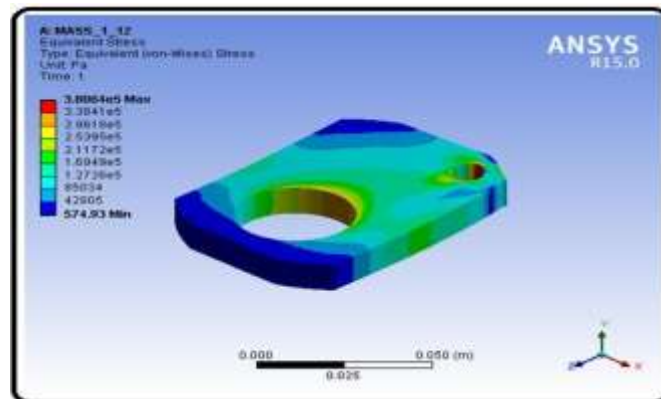 A: MASS_1_12
Equivalent Stress
Type: Equivalent (von-Mises) Stress
Unit: Pa
Time: 1
ANSYS
R15.0
3.8064e5 Max
3.3841e5
2.9618e5
2.5395e5
2.1172e5
1.6949e5
1.2726e5
85034
42805
574.93 Min
0.000
0.050 (m)
0.025
Y
Z
X